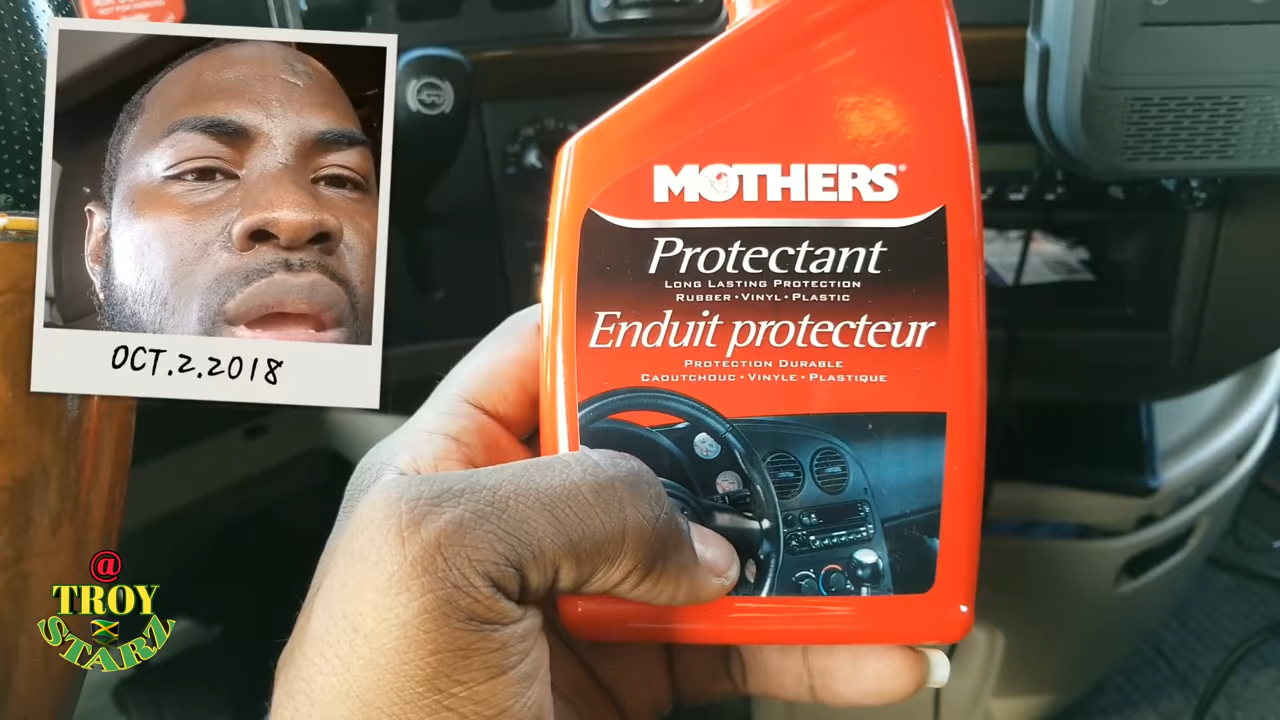 OCT.2.2018
MOTHERS®
Protectant
LONG LASTING PROTECTION
RUBBER • VINYL • PLASTIC
Enduit protecteur
PROTECTION DURABLE
CAOUTCHOUC • VINYLE • PLASTIQUE
@
TROY
STARZ